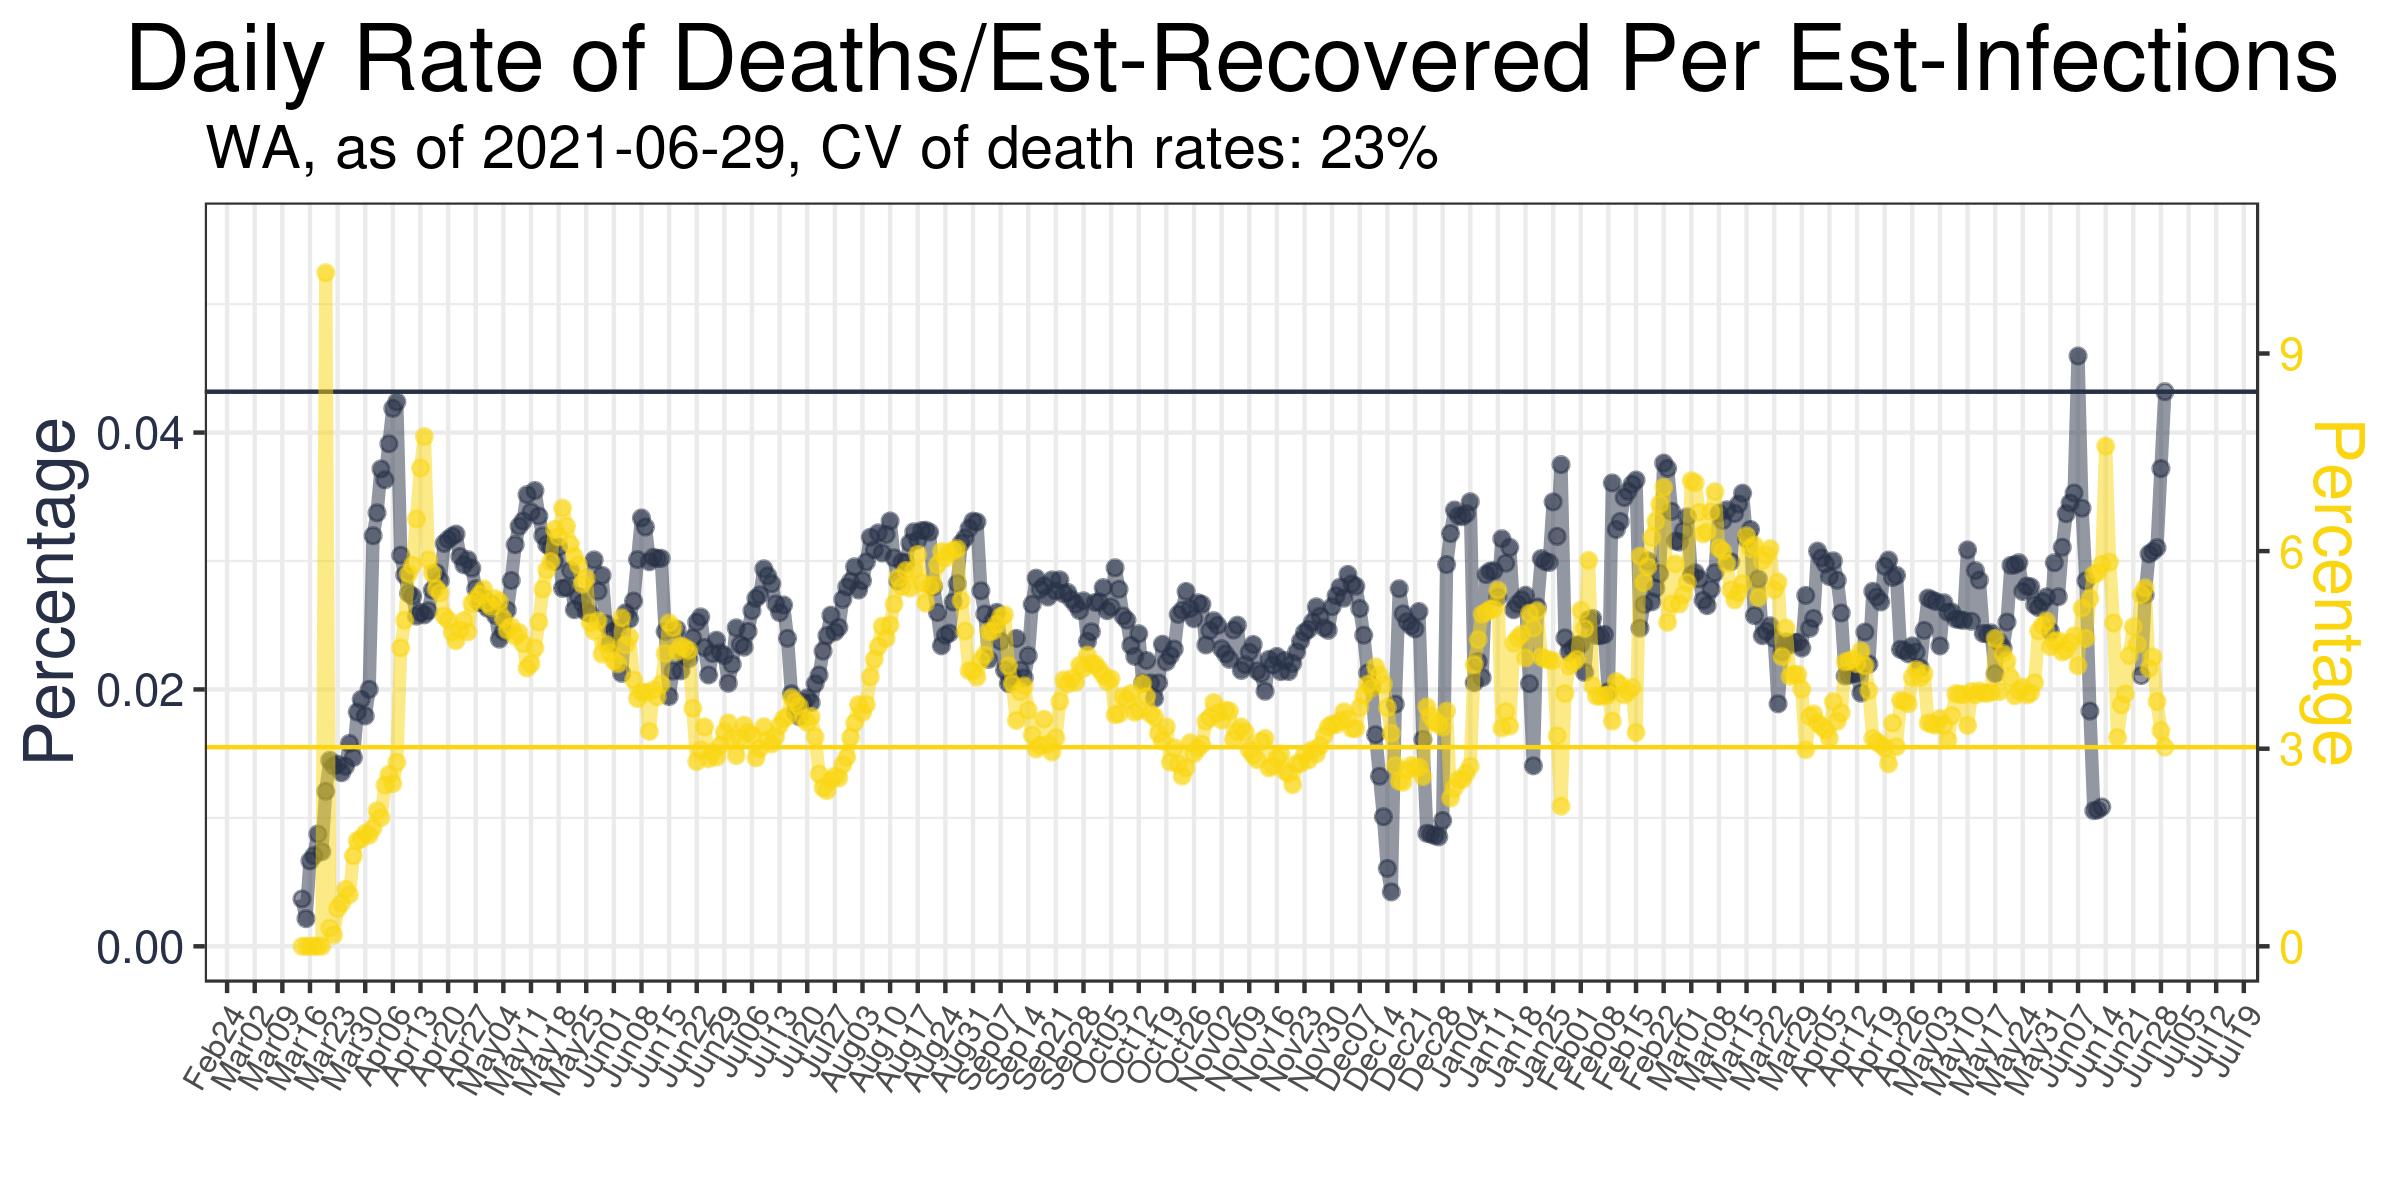 Daily Rate of Deaths/Est-Recovered Per Est-Infections
WA, as of 2021-06-29, CV of death rates: 23%
Percentage
0.04
0.02
0.00
9
6
3
0
Percentage
Feb24
Mar02
Mar09
Mar16
Mar23
Mar30
Apr06
Apr13
Apr20
Apr27
May04
May11
May18
May25
Jun01
Jun08
Jun15
Jun22
Jun29
Jul06
Jul13
Jul20
Jul27
Aug03
Aug10
Aug17
Aug24
Aug31
Sep07
Sep14
Sep21
Sep28
Oct05
Oct12
Oct19
Oct26
Nov02
Nov09
Nov16
Nov23
Nov30
Dec07
Dec14
Dec21
Dec28
Jan04
Jan11
Jan18
Jan25
Feb01
Feb08
Feb15
Feb22
Mar01
Mar08
Mar15
Mar22
Mar29
Apr05
Apr12
Apr19
Apr26
May03
May10
May17
May24
May31
Jun07
Jun14
Jun21
Jun28
Jul05
Jul12
Jul19